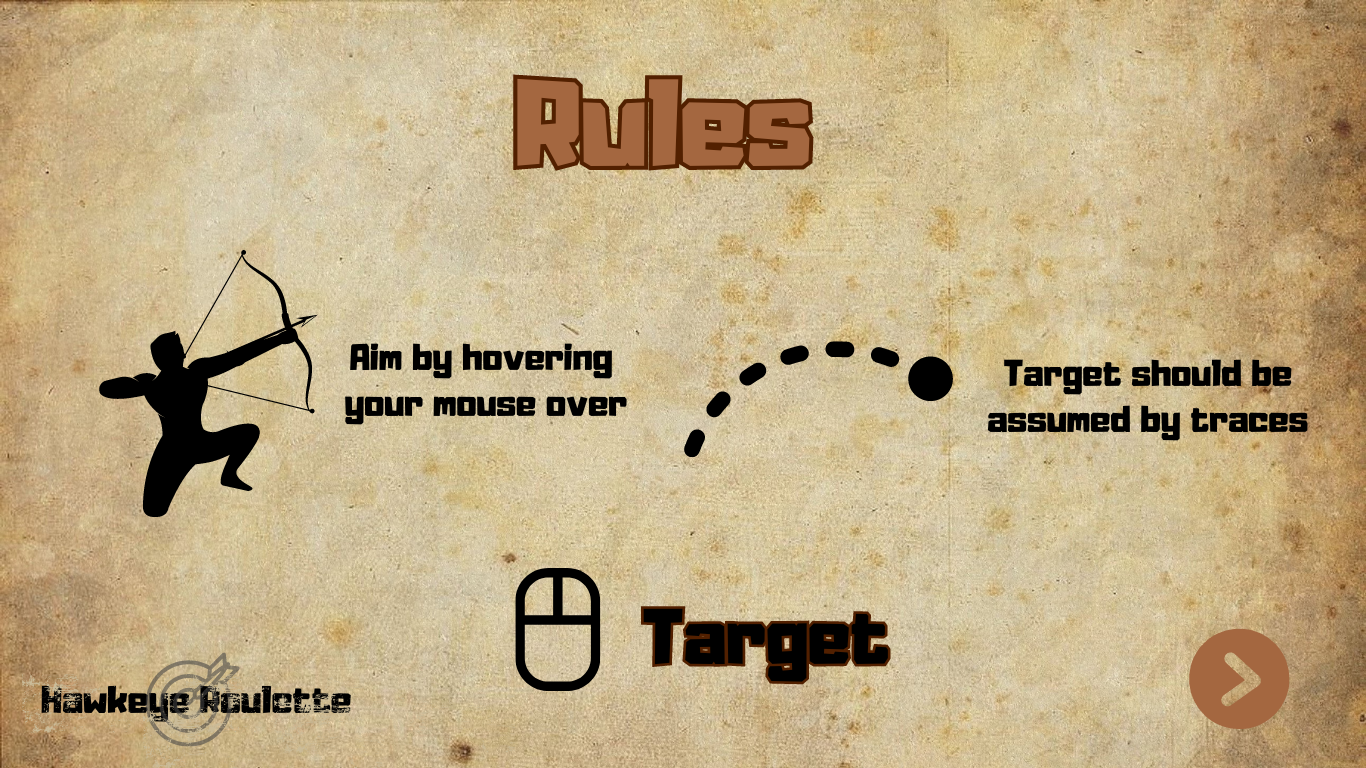 Rules
Aim by hovering
your mouse over
Target should be
assumed by traces
Target
Hawkeye Roulette